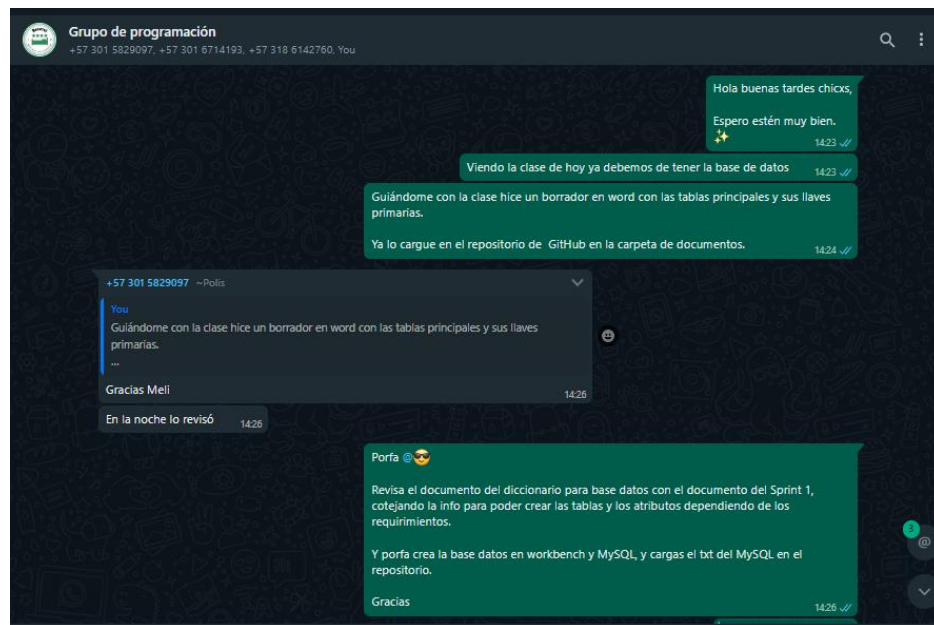 Grupo de programación
+57 301 5829097, +57 301 6714193, +57 318 6142760, You
Hola buenas tardes chicxs,
Espero estén muy bien.
✨
14:23
Viendo la clase de hoy ya debemos de tener la base de datos
14:23
Guiándome con la clase hice un borrador en word con las tablas principales y sus llaves
primarias.
Ya lo cargue en el repositorio de GitHub en la carpeta de documentos.
14:24
+57 301 5829097 ~Polis
You
Guiándome con la clase hice un borrador en word con las tablas principales y sus llaves
primarias.
...
Gracias Meli
14:26
En la noche lo revisó
14:26
Porfa @😎
Revisa el documento del diccionario para base datos con el documento del Sprint 1,
cotejando la info para poder crear las tablas y los atributos dependiendo de los
requirimientos.
Y porfa crea la base datos en workbench y MySQL, y cargas el txt del MySQL en el
repositorio.
Gracias
14:26
3
@